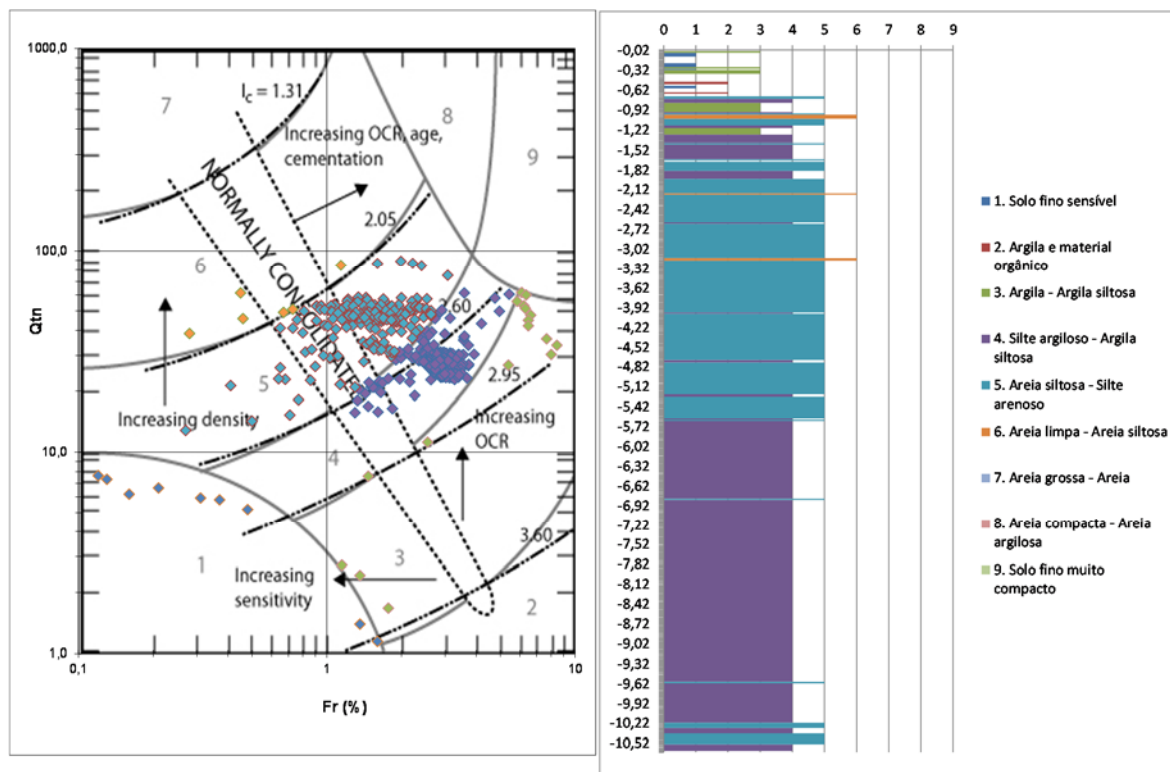 1000,0
100,0
10,0
1,0
0,1
1
10
Qtn
Fr (%)
7
I_c = 1.31
8
9
Increasing OCR, age,
cementation
NORMALLY CONSOLIDATED
2.05
6
2.60
5
2.95
Increasing density
Increasing
OCR
4
3.60
1
3
Increasing
sensitivity
2
0 1 2 3 4 5 6 7 8 9
-0,02
-0,32
-0,62
-0,92
-1,22
-1,52
-1,82
-2,12
-2,42
-2,72
-3,02
-3,32
-3,62
-3,92
-4,22
-4,52
-4,82
-5,12
-5,42
-5,72
-6,02
-6,32
-6,62
-6,92
-7,22
-7,52
-7,82
-8,12
-8,42
-8,72
-9,02
-9,32
-9,62
-9,92
-10,22
-10,52
1. Solo fino sensível
2. Argila e material
orgânico
3. Argila - Argila siltosa
4. Silte argiloso - Argila
siltosa
5. Areia siltosa - Silte
arenoso
6. Areia limpa - Areia siltosa
7. Areia grossa - Areia
8. Areia compacta - Areia
argilosa
9. Solo fino muito
compacto